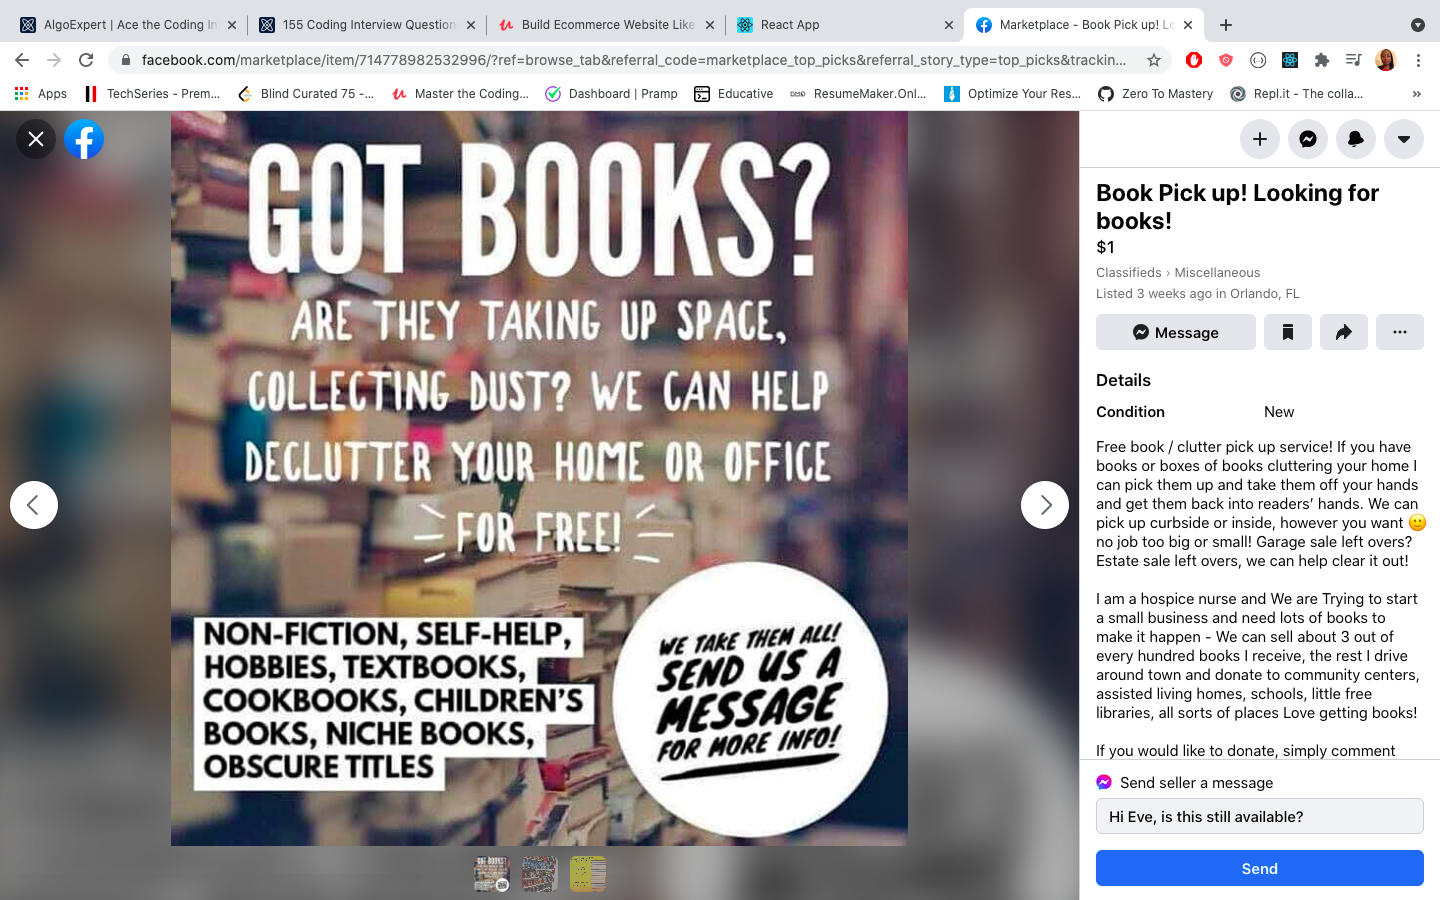 AlgoExpert | Ace the Coding In
155 Coding Interview Question
Build Ecommerce Website Like
React App
Marketplace - Book Pick up! Lo
facebook.com/marketplace/item/714778982532996/?ref=browse_tab&referral_code=marketplace_top_picks&referral_story_type=top_picks&trackin...
Apps
TechSeries - Prem...
Blind Curated 75 -...
Master the Coding...
Dashboard | Pramp
Educative
ResumeMaker.Onl...
Optimize Your Res...
Zero To Mastery
Repl.it - The colla...
»
GOT BOOKS?
ARE THEY TAKING UP SPACE,
COLLECTING DUST? WE CAN HELP
DECLUTTER YOUR HOME OR OFFICE
FOR FREE!
NON-FICTION, SELF-HELP,
HOBBIES, TEXTBOOKS,
COOKBOOKS, CHILDREN'S
BOOKS, NICHE BOOKS,
OBSCURE TITLES
WE TAKE THEM ALL!
SEND US A
MESSAGE
FOR MORE INFO!
Book Pick up! Looking for
books!
$1
Classifieds › Miscellaneous
Listed 3 weeks ago in Orlando, FL
Message
Details
Condition New
Free book / clutter pick up service! If you have
books or boxes of books cluttering your home I
can pick them up and take them off your hands
and get them back into readers’ hands. We can
pick up curbside or inside, however you want 🙂
no job too big or small! Garage sale left overs?
Estate sale left overs, we can help clear it out!
I am a hospice nurse and We are Trying to start
a small business and need lots of books to
make it happen - We can sell about 3 out of
every hundred books I receive, the rest I drive
around town and donate to community centers,
assisted living homes, schools, little free
libraries, all sorts of places Love getting books!
If you would like to donate, simply comment
Send seller a message
Hi Eve, is this still available?
Send